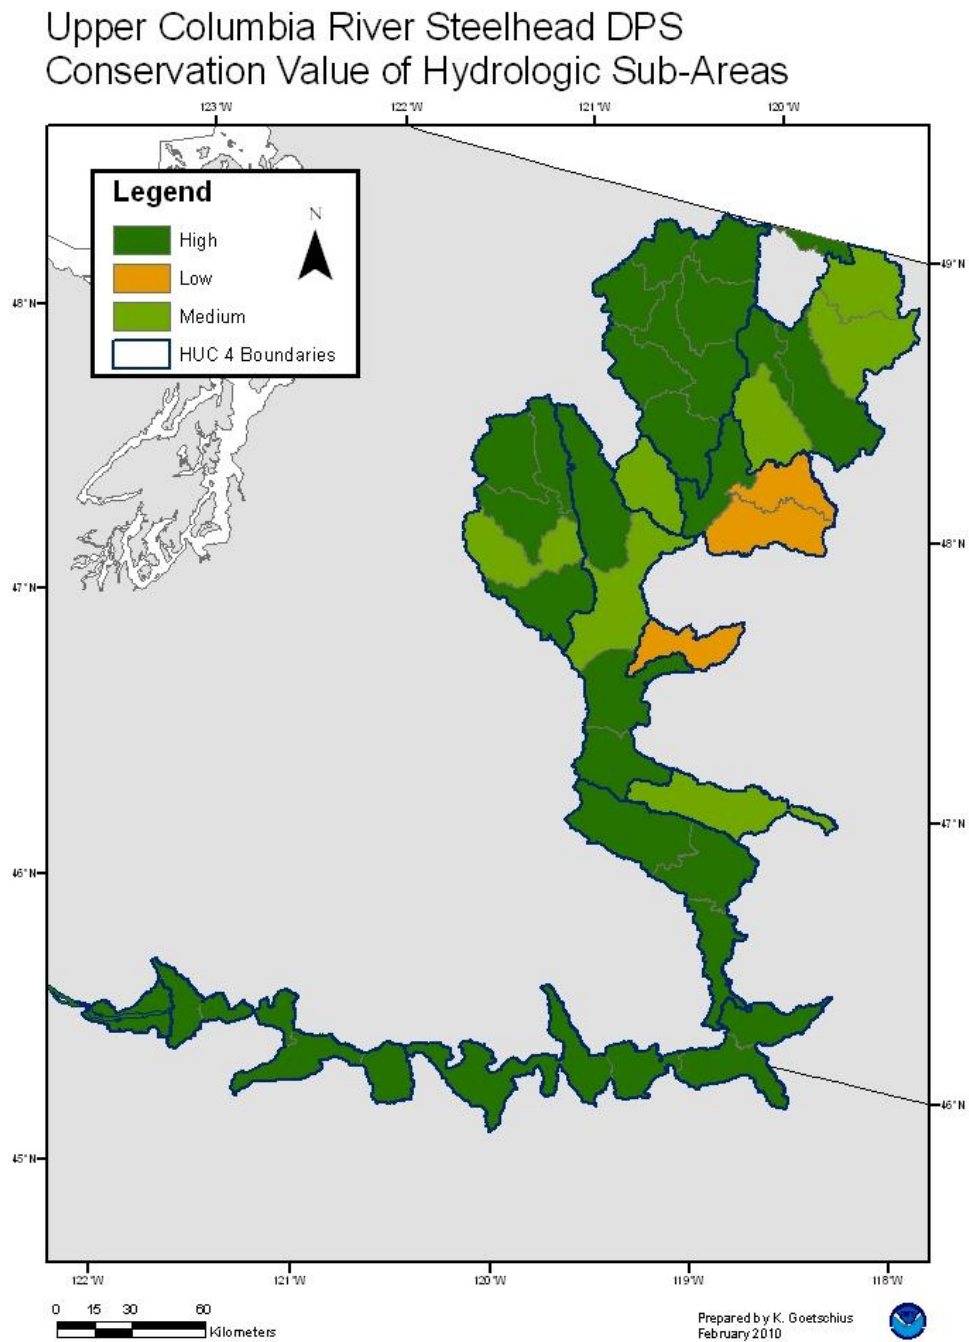 Upper Columbia River Steelhead DPS
Conservation Value of Hydrologic Sub-Areas
123°W 122°W 121°W 120°W
Legend
N
High
Low
Medium
HUC 4 Boundaries
49°N
48°N
48°N
47°N
47°N
46°N
46°N
45°N
122°W 121°W 120°W 119°W 118°W
0 15 30 60
Kilometers
Prepared by K. Goetschius
February 2010